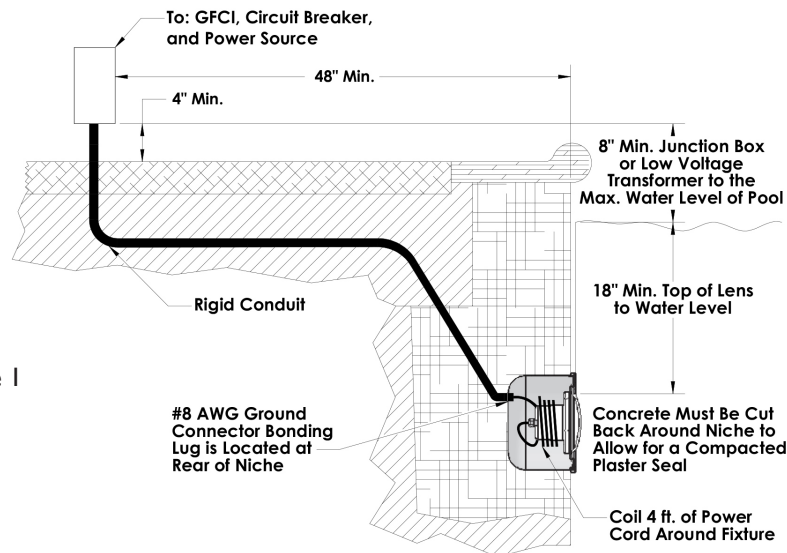 To: GFCI, Circuit Breaker,
and Power Source
48" Min.
4" Min.
8" Min. Junction Box
or Low Voltage
Transformer to the
Max. Water Level of Pool
18" Min. Top of Lens
to Water Level
Rigid Conduit
#8 AWG Ground
Connector Bonding
Lug is Located at
Rear of Niche
Concrete Must Be Cut
Back Around Niche to
Allow for a Compacted
Plaster Seal
Coil 4 ft. of Power
Cord Around Fixture